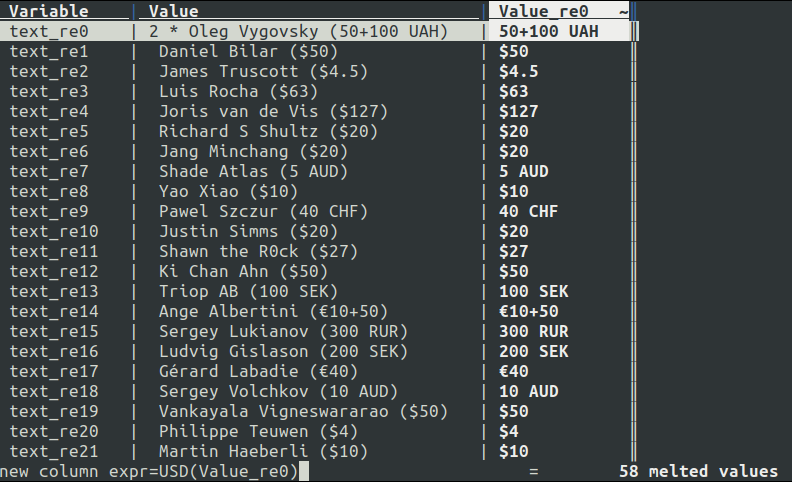 Variable | Value | Value_re0 ~
text_re0 | 2 * Oleg Vygovsky (50+100 UAH) | 50+100 UAH
text_re1 | Daniel Bilar ($50) | $50
text_re2 | James Truscott ($4.5) | $4.5
text_re3 | Luis Rocha ($63) | $63
text_re4 | Joris van de Vis ($127) | $127
text_re5 | Richard S Shultz ($20) | $20
text_re6 | Jang Minchang ($20) | $20
text_re7 | Shade Atlas (5 AUD) | 5 AUD
text_re8 | Yao Xiao ($10) | $10
text_re9 | Pawel Szczur (40 CHF) | 40 CHF
text_re10 | Justin Simms ($20) | $20
text_re11 | Shawn the R0ck ($27) | $27
text_re12 | Ki Chan Ahn ($50) | $50
text_re13 | Triop AB (100 SEK) | 100 SEK
text_re14 | Ange Albertini (€10+50) | €10+50
text_re15 | Sergey Lukianov (300 RUR) | 300 RUR
text_re16 | Ludvig Gislason (200 SEK) | 200 SEK
text_re17 | Gérard Labadie (€40) | €40
text_re18 | Sergey Volchkov (10 AUD) | 10 AUD
text_re19 | Vankayala Vigneswararao ($50) | $50
text_re20 | Philippe Teuwen ($4) | $4
text_re21 | Martin Haeberli ($10) | $10
new column expr=USD(Value_re0) = 58 melted values